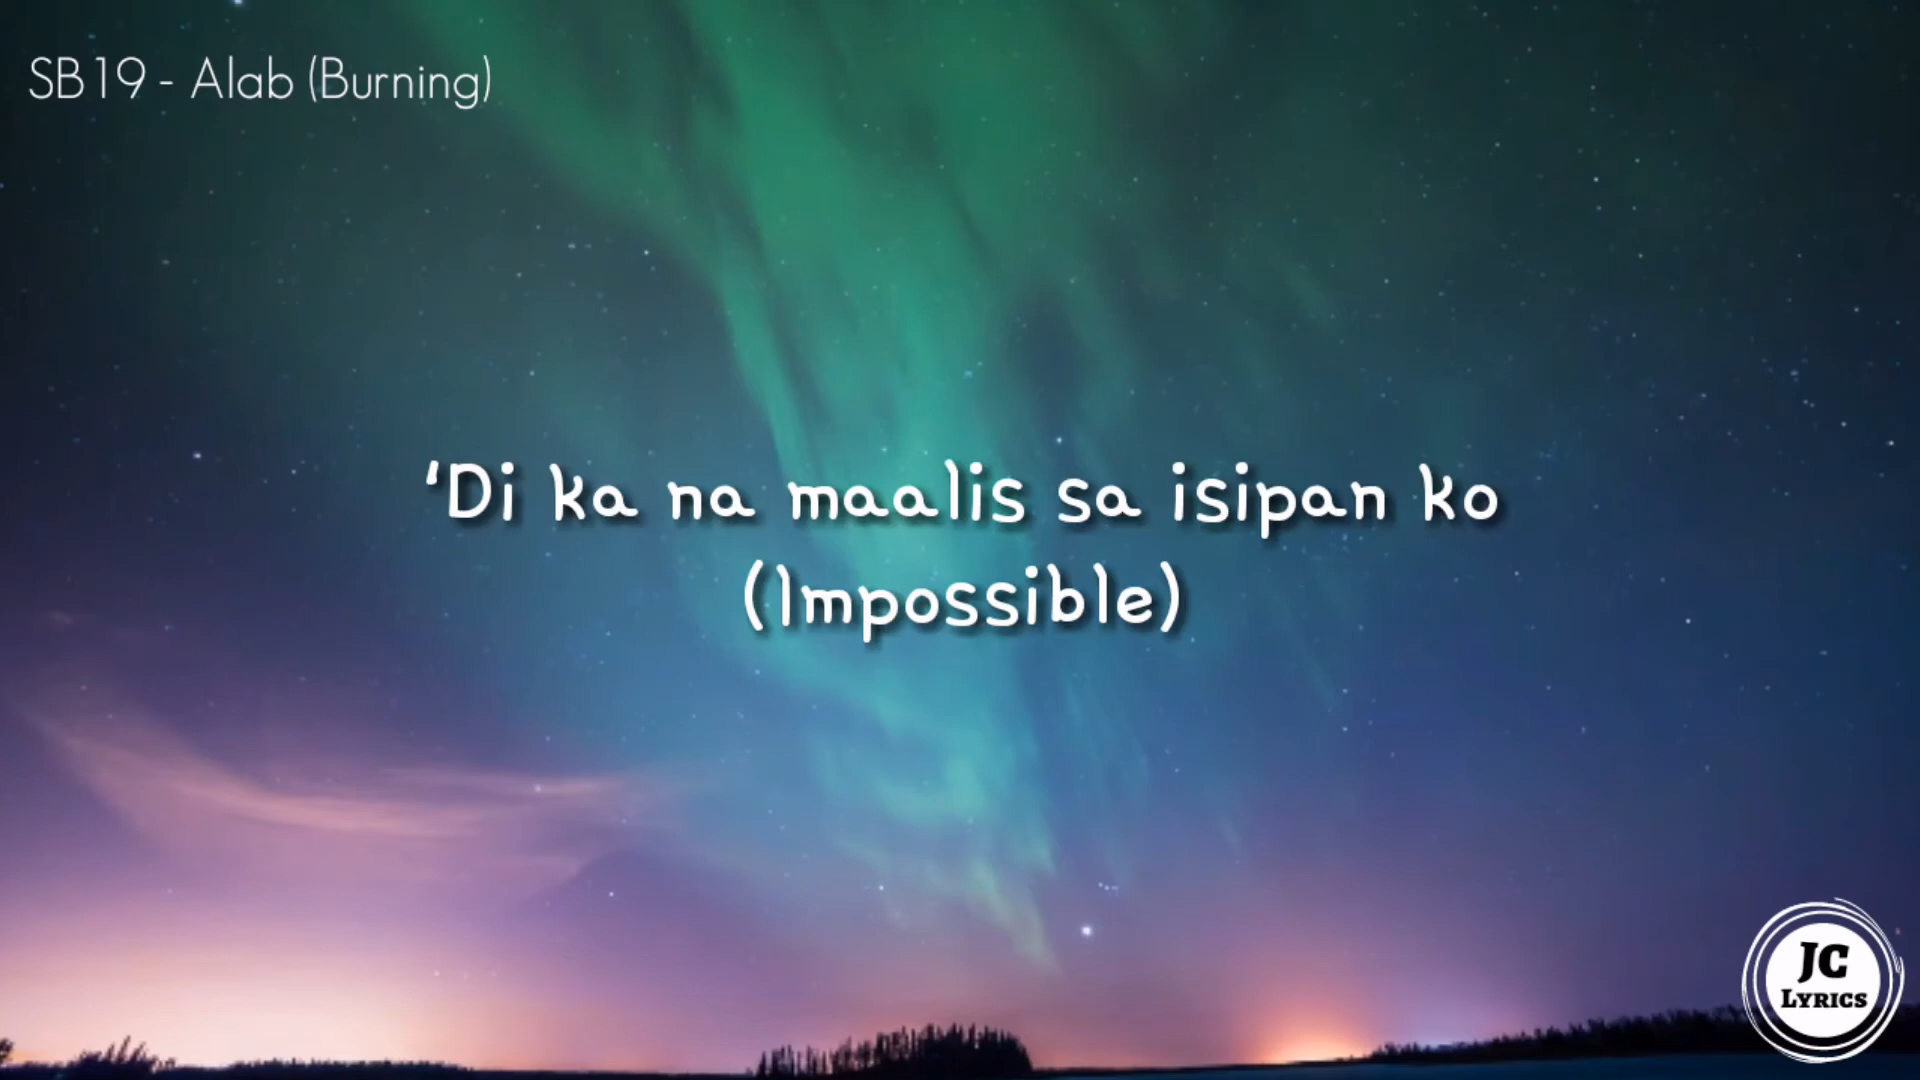 SB19 - Alab (Burning)
‘Di ka na maalis sa isipan ko
(Impossible)
JC
LYRICS